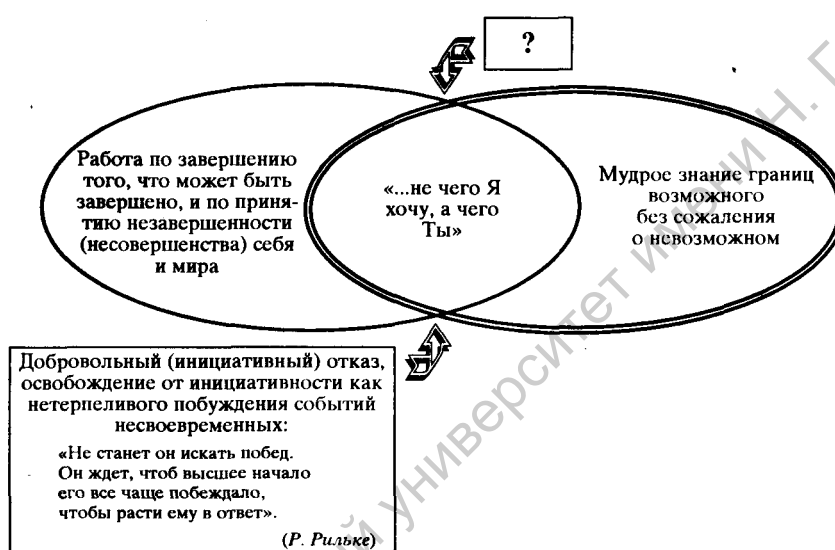 ?
Работа по завершению
того, что может быть
завершено, и по приня-
тию незавершенности
(несовершенства) себя
и мира
«...не чего Я
хочу, а чего
Ты»
Мудрое знание границ
возможного
без сожаления
о невозможном
Добровольный (инициативный) отказ,
освобождение от инициативности как
нетерпеливого побуждения событий
несвоевременных:
«Не станет он искать побед.
Он ждет, чтоб высшее начало
его все чаще побеждало,
чтобы расти ему в ответ».
(Р. Рильке)
университет имени Н. Г